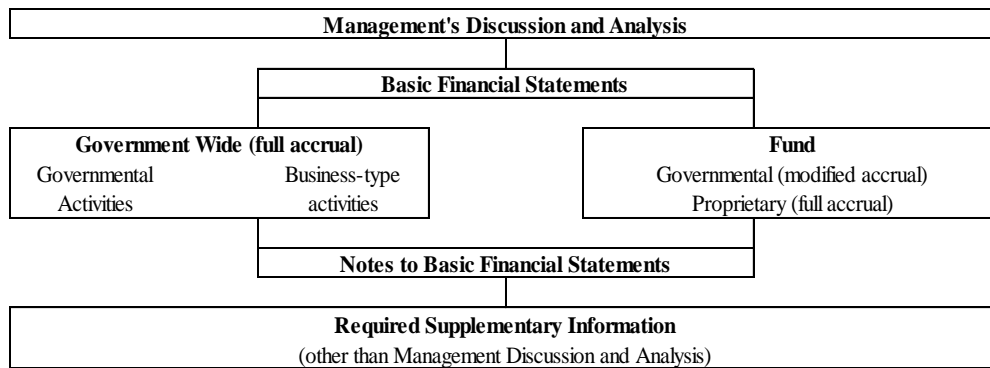 Management's Discussion and Analysis
Basic Financial Statements
Government Wide (full accrual)
Governmental Activities
Business-type activities
Fund
Governmental (modified accrual)
Proprietary (full accrual)
Notes to Basic Financial Statements
Required Supplementary Information
(other than Management Discussion and Analysis)